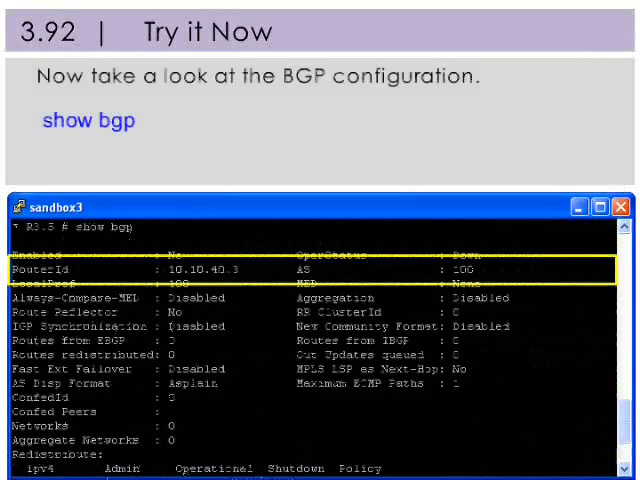 3.92 | Try it Now
Now take a look at the BGP configuration.
show bgp
sandbox3
* R3.5 # show bgp
Enabled : No OperStatus : Down
RouterId : 10.10.40.3 AS : 100
LocalPref : 100 MED : None
Always-Compare-MED : Disabled Aggregation : Disabled
Route Reflector : No RR ClusterId : 0
IGP Synchronization : Disabled New Community Format: Disabled
Routes from EBGP : 0 Routes from IBGP : 0
Routes redistributed: 0 Out Updates queued : 0
Fast Ext Failover : Disabled MPLS LSP as Next-Hop: No
AS Disp Format : Asplain Maximum ECMP Paths : 1
ConfedId : 0
Confed Peers :
Networks : 0
Aggregate Networks : 0
Redistribute:
ipv4 Admin Operational Shutdown Policy